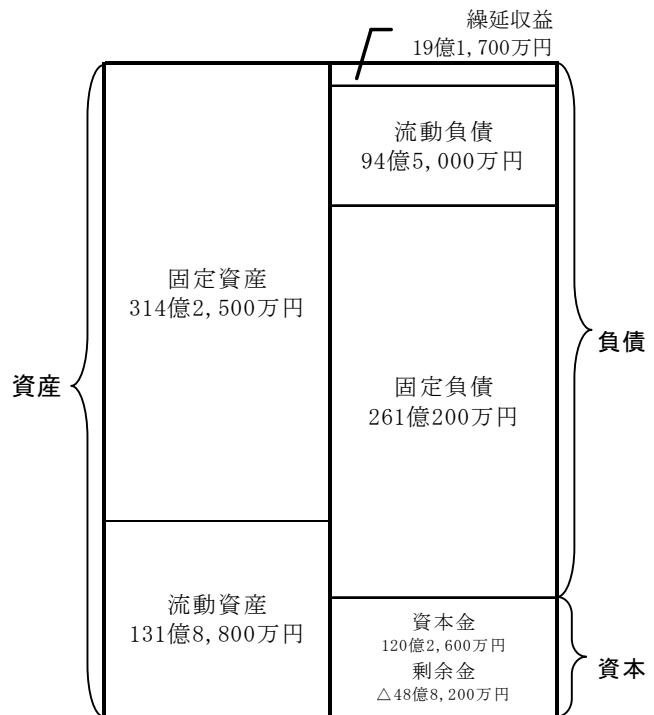 繰延収益
19億1,700万円
流動負債
94億5,000万円
固定資産
314億2,500万円
負債
資産
固定負債
261億200万円
流動資産
131億8,800万円
資本金
120億2,600万円
剰余金
△48億8,200万円
資本